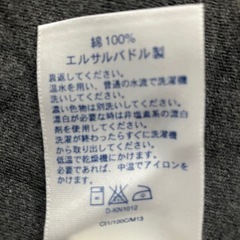 綿100%
エルサルバドル製
裏返してください。
温水を用い、普通の水流で洗濯機
洗いしてください。
濃い色物は別洗いしてください。
漂白が必要な時は非塩素系の漂白
剤を使用してください。
洗濯が終わったらすぐに洗濯機から
取出してください。
低温で乾燥機にかけます。
必要であれば、中温でアイロンを
かけてください。
D-KN1012
C01/100C/M13